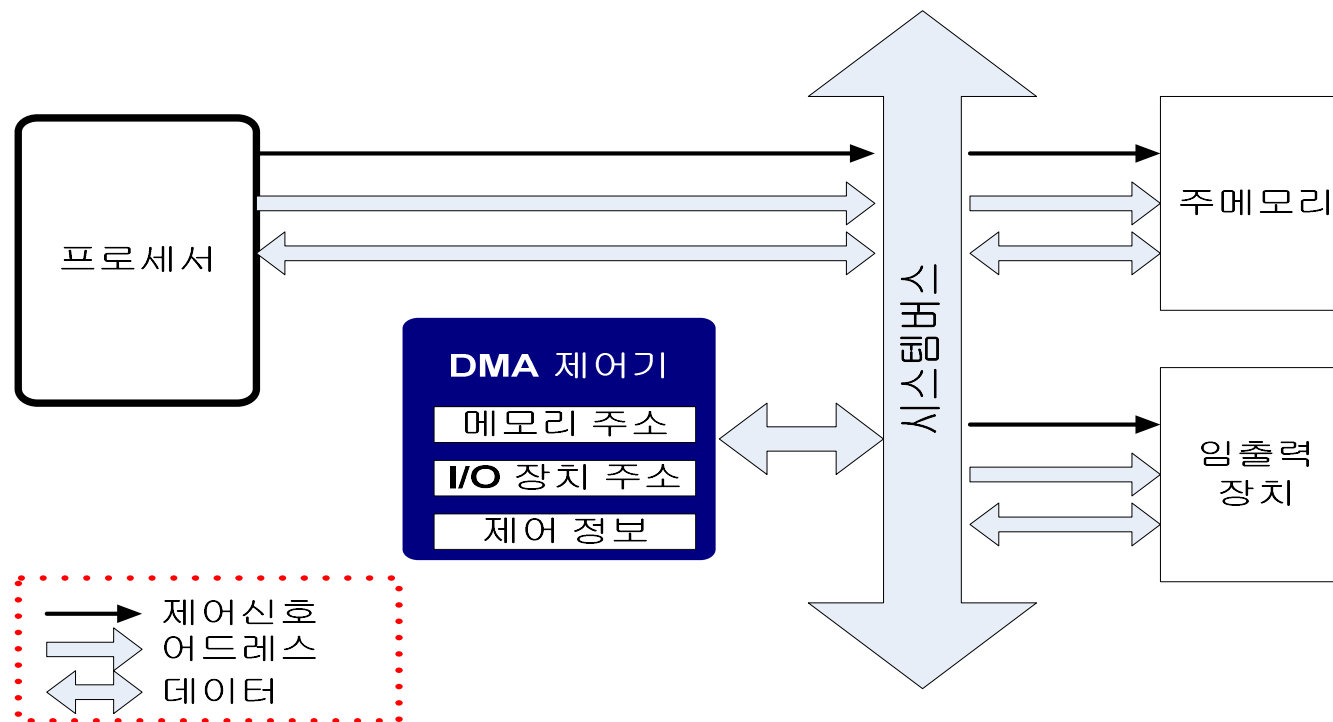 프로세서
DMA 제어기
메모리 주소
I/O 장치 주소
제어 정보
시스템버스
주메모리
임출력
장치
제어신호
어드레스
데이터